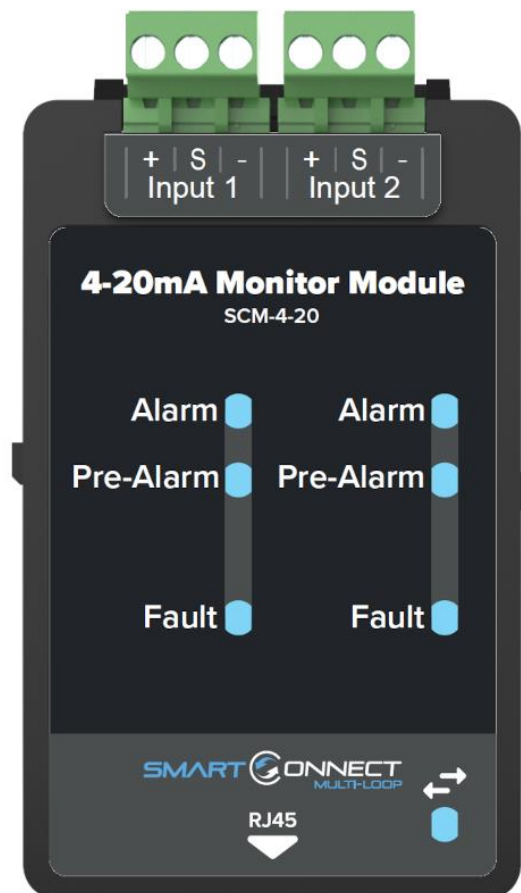 + | S | - + | S | -
Input 1 Input 2
4-20mA Monitor Module
SCM-4-20
Alarm Alarm
Pre-Alarm Pre-Alarm
Fault Fault
SMART CONNECT
MULTI-LOOP
RJ45